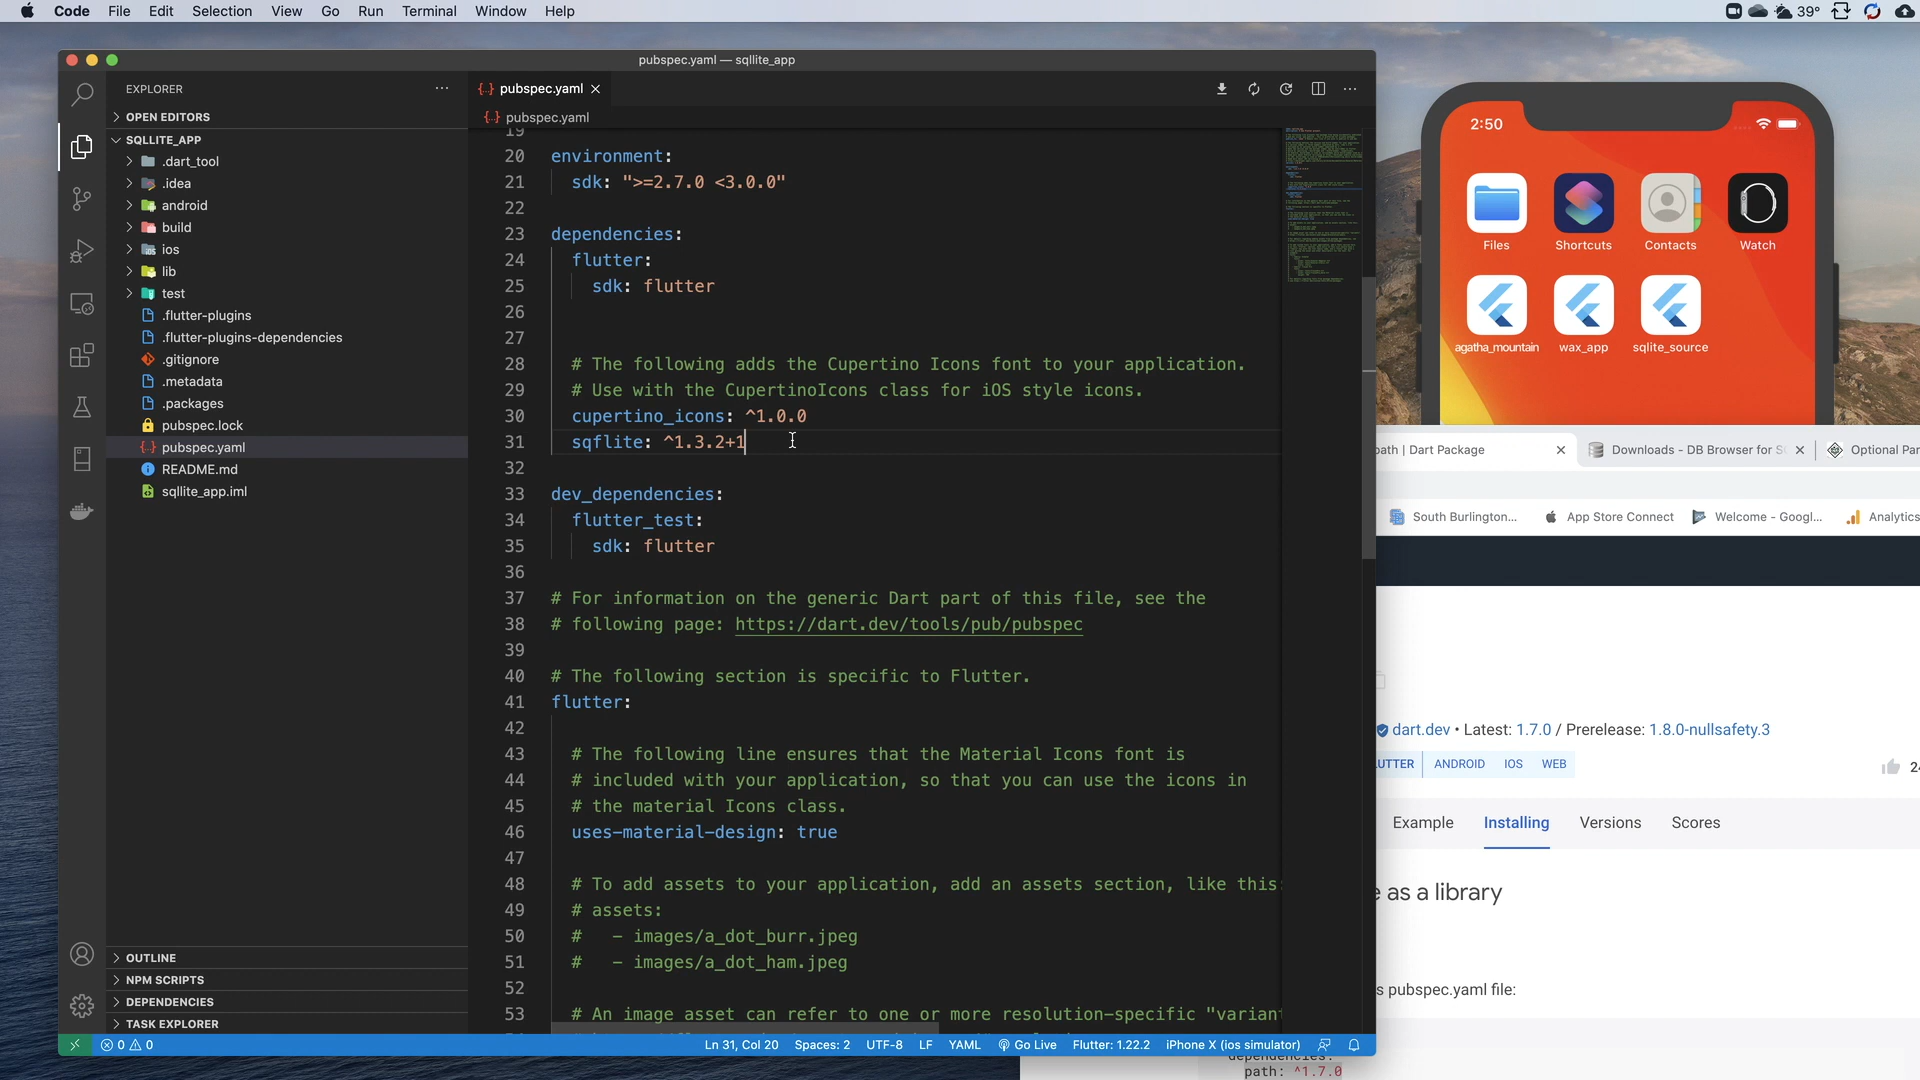 Code File Edit Selection View Go Run Terminal Window Help
39°
pubspec.yaml — sqllite_app
EXPLORER
OPEN EDITORS
SQLLITE_APP
.dart_tool
.idea
android
build
ios
lib
test
.flutter-plugins
.flutter-plugins-dependencies
.gitignore
.metadata
.packages
pubspec.lock
{..} pubspec.yaml
README.md
sqllite_app.iml
OUTLINE
NPM SCRIPTS
DEPENDENCIES
TASK EXPLORER
{..} pubspec.yaml
{..} pubspec.yaml
19
20 environment:
21 sdk: ">=2.7.0 <3.0.0"
22
23 dependencies:
24 flutter:
25 sdk: flutter
26
27
28 # The following adds the Cupertino Icons font to your application.
29 # Use with the CupertinoIcons class for iOS style icons.
30 cupertino_icons: ^1.0.0
31 sqflite: ^1.3.2+1
32
33 dev_dependencies:
34 flutter_test:
35 sdk: flutter
36
37 # For information on the generic Dart part of this file, see the
38 # following page: https://dart.dev/tools/pub/pubspec
39
40 # The following section is specific to Flutter.
41 flutter:
42
43 # The following line ensures that the Material Icons font is
44 # included with your application, so that you can use the icons in
45 # the material Icons class.
46 uses-material-design: true
47
48 # To add assets to your application, add an assets section, like this:
49 # assets:
50 # - images/a_dot_burr.jpeg
51 # - images/a_dot_ham.jpeg
52
53 # An image asset can refer to one or more resolution-specific "variant
0 0
Ln 31, Col 20 Spaces: 2 UTF-8 LF YAML Go Live Flutter: 1.22.2 iPhone X (ios simulator)
2:50
Files Shortcuts Contacts Watch
agatha_mountain wax_app sqlite_source
path | Dart Package
Downloads - DB Browser for S
Optional Par
South Burlington... App Store Connect Welcome - Googl... Analytics
dart.dev • Latest: 1.7.0 / Prerelease: 1.8.0-nullsafety.3
UTTER ANDROID IOS WEB
24
Example Installing Versions Scores
e as a library
s pubspec.yaml file:
dependencies:
path: ^1.7.0